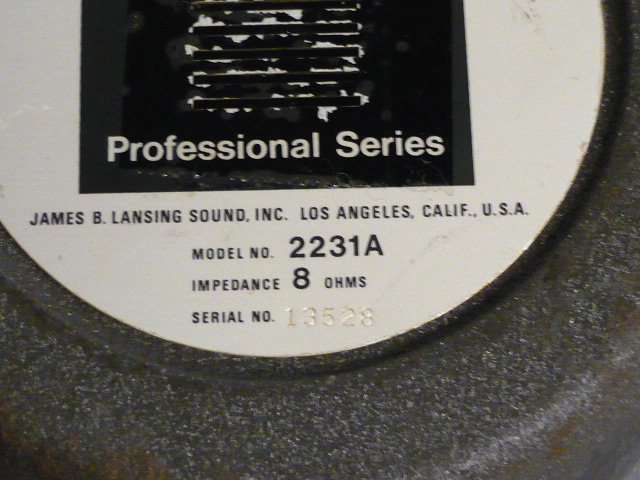 Professional Series
JAMES B. LANSING SOUND, INC. LOS ANGELES, CALIF., U.S.A.
MODEL NO. 2231A
IMPEDANCE 8 OHMS
SERIAL NO. 13528